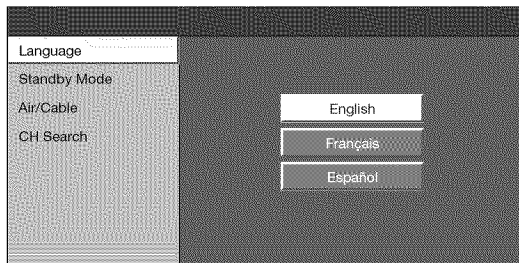 Language
Standby Mode
Air/Cable
CH Search
English
Français
Español